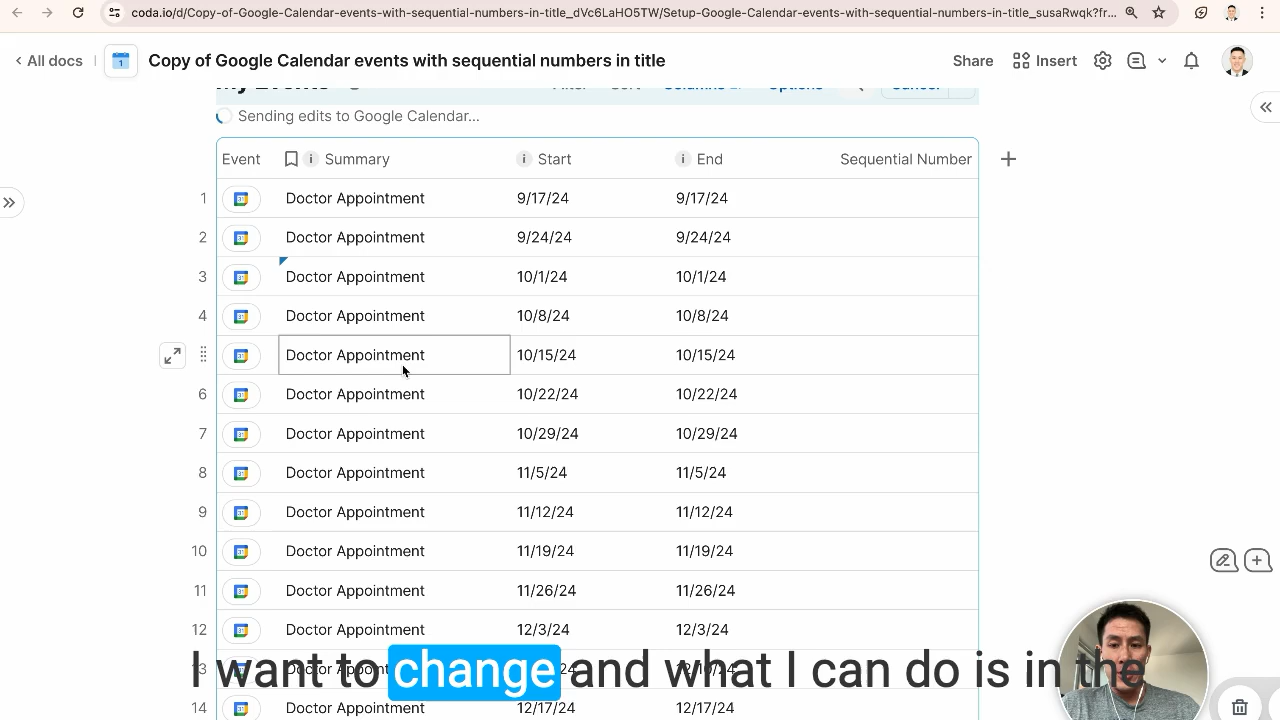 coda.io/d/Copy-of-Google-Calendar-events-with-sequential-numbers-in-title_dVc6LaHO5TW/Setup-Google-Calendar-events-with-sequential-numbers-in-title_susaRwqk?fr...
All docs
Copy of Google Calendar events with sequential numbers in title
Share
Insert
My Events Filter Sort Columns Options Cancel
Sending edits to Google Calendar...
Event Summary Start End Sequential Number
1 Doctor Appointment 9/17/24 9/17/24
2 Doctor Appointment 9/24/24 9/24/24
3 Doctor Appointment 10/1/24 10/1/24
4 Doctor Appointment 10/8/24 10/8/24
Doctor Appointment 10/15/24 10/15/24
6 Doctor Appointment 10/22/24 10/22/24
7 Doctor Appointment 10/29/24 10/29/24
8 Doctor Appointment 11/5/24 11/5/24
9 Doctor Appointment 11/12/24 11/12/24
10 Doctor Appointment 11/19/24 11/19/24
11 Doctor Appointment 11/26/24 11/26/24
12 Doctor Appointment 12/3/24 12/3/24
13
I want to change and what I can do is in the
14 Doctor Appointment 12/17/24 12/17/24